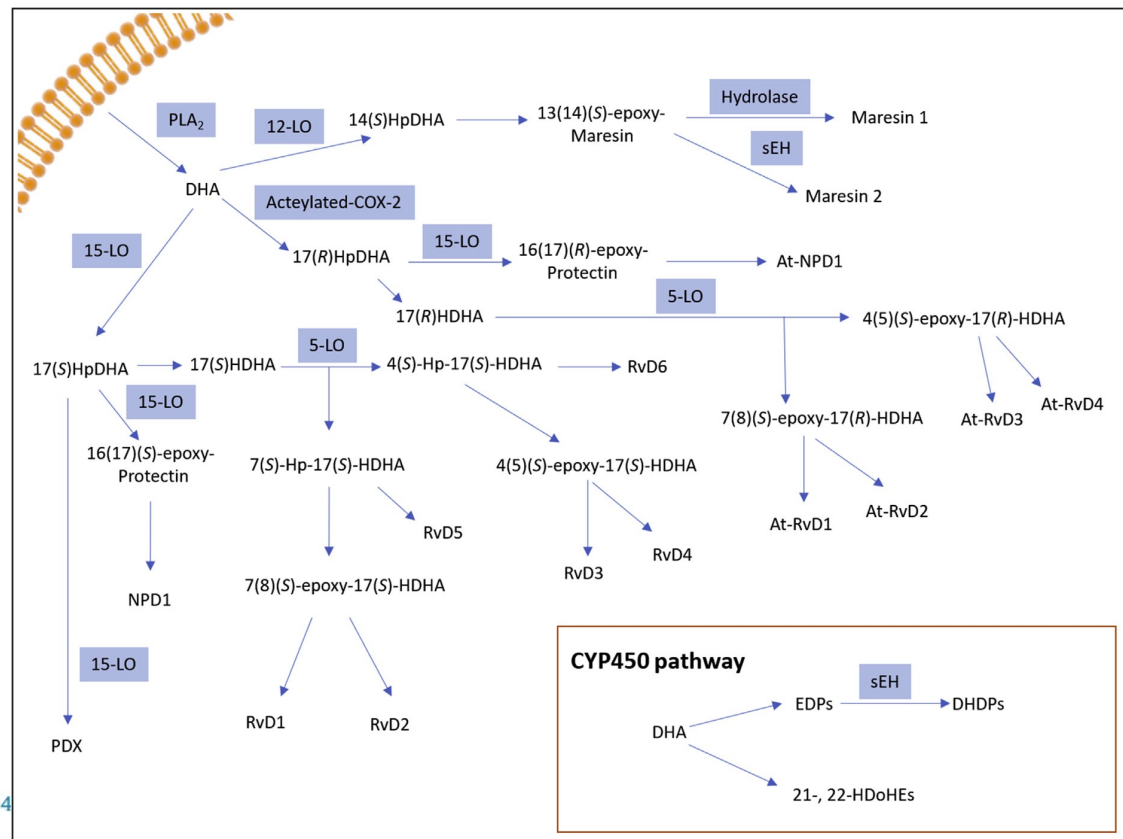 PLA₂
12-LO
14(S)HpDHA
13(14)(S)-epoxy-
Maresin
Hydrolase
Maresin 1
sEH
Maresin 2
DHA
Acteylated-COX-2
15-LO
17(R)HpDHA
15-LO
16(17)(R)-epoxy-
Protectin
At-NPD1
17(R)HDHA
5-LO
4(5)(S)-epoxy-17(R)-HDHA
17(S)HpDHA
17(S)HDHA
5-LO
4(S)-Hp-17(S)-HDHA
RvD6
15-LO
7(8)(S)-epoxy-17(R)-HDHA
At-RvD3
At-RvD4
16(17)(S)-epoxy-
Protectin
7(S)-Hp-17(S)-HDHA
4(5)(S)-epoxy-17(S)-HDHA
At-RvD1
At-RvD2
RvD5
RvD3
RvD4
NPD1
7(8)(S)-epoxy-17(S)-HDHA
15-LO
RvD1
RvD2
PDX
CYP450 pathway
sEH
EDPs
DHDPs
DHA
21-, 22-HDoHEs
4